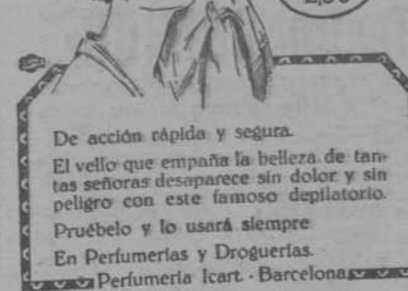 De acción rápida y segura.
El vello que empaña la belleza de tan-
tas señoras desaparece sin dolor y sin
peligro con este famoso depilatorio.
Pruébelo y lo usará siempre
En Perfumerías y Droguerías.
Perfumería Icart. - Barcelona